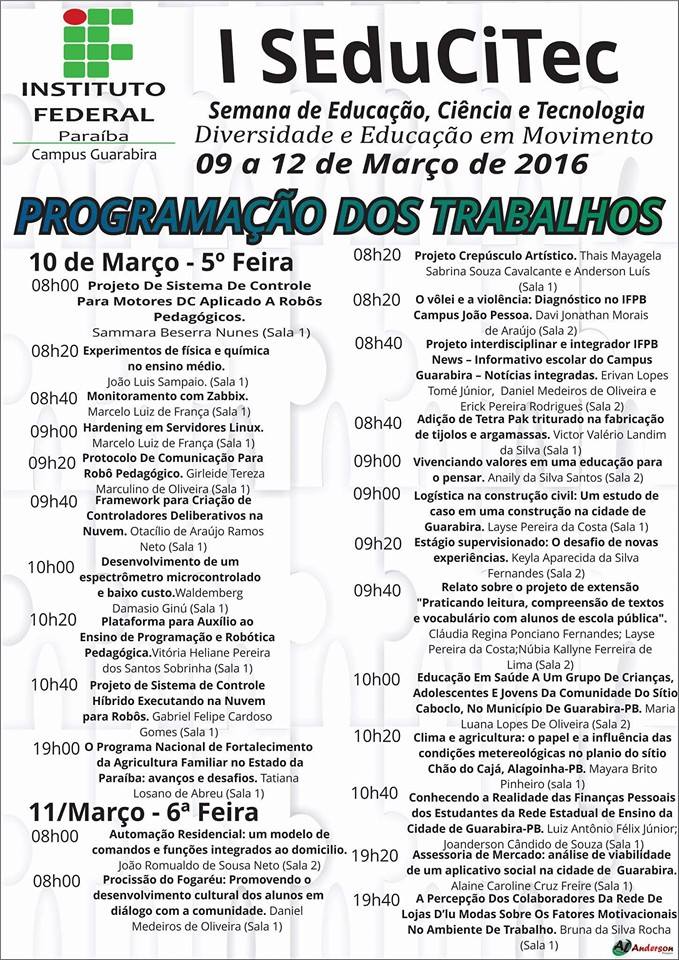 INSTITUTO
FEDERAL
Paraíba
Campus Guarabira
I SEduCiTec
Semana de Educação, Ciência e Tecnologia
Diversidade e Educação em Movimento
09 a 12 de Março de 2016
PROGRAMAÇÃO DOS TRABALHOS
10 de Março - 5º Feira
08h00 Projeto De Sistema De Controle
Para Motores DC Aplicado A Robôs
Pedagógicos.
Sammara Beserra Nunes (Sala 1)
08h20 Experimentos de física e química
no ensino médio.
João Luis Sampaio. (Sala 1)
08h40 Monitoramento com Zabbix.
Marcelo Luiz de França (Sala 1)
09h00 Hardening em Servidores Linux.
Marcelo Luiz de França (Sala 1)
09h20 Protocolo De Comunicação Para
Robô Pedagógico. Girleide Tereza
Marculino de Oliveira (Sala 1)
09h40 Framework para Criação de
Controladores Deliberativos na
Nuvem. Otacílio de Araújo Ramos
Neto (Sala 1)
10h00 Desenvolvimento de um
espectrômetro microcontrolado
e baixo custo.Waldemberg
Damasio Ginú (Sala 1)
10h20 Plataforma para Auxílio ao
Ensino de Programação e Robótica
Pedagógica.Vitória Heliane Pereira
dos Santos Sobrinha (Sala 1)
10h40 Projeto de Sistema de Controle
Híbrido Executando na Nuvem
para Robôs. Gabriel Felipe Cardoso
Gomes (Sala 1)
19h00 O Programa Nacional de Fortalecimento
da Agricultura Familiar no Estado da
Paraíba: avanços e desafios. Tatiana
Losano de Abreu (Sala 1)
11/Março - 6ª Feira
08h00 Automação Residencial: um modelo de
comandos e funções integrados ao domicilio.
João Romualdo de Sousa Neto (Sala 2)
08h00 Procissão do Fogaréu: Promovendo o
desenvolvimento cultural dos alunos em
diálogo com a comunidade. Daniel
Medeiros de Oliveira (Sala 1)
08h20 Projeto Crepúsculo Artístico. Thais Mayagela
Sabrina Souza Cavalcante e Anderson Luís
(Sala 1)
08h20 O vôlei e a violência: Diagnóstico no IFPB
Campus João Pessoa. Davi Jonathan Morais
de Araújo (Sala 2)
08h40 Projeto interdisciplinar e integrador IFPB
News – Informativo escolar do Campus
Guarabira – Notícias integradas. Erivan Lopes
Tomé Júnior, Daniel Medeiros de Oliveira e
Erick Pereira Rodrigues (Sala 2)
08h40 Adição de Tetra Pak triturado na fabricação
de tijolos e argamassas. Victor Valério Landim
da Silva (Sala 1)
09h00 Vivenciando valores em uma educação para
o pensar. Anaily da Silva Santos (Sala 2)
09h00 Logística na construção civil: Um estudo de
caso em uma construção na cidade de
Guarabira. Layse Pereira da Costa (Sala 1)
09h20 Estágio supervisionado: O desafio de novas
experiências. Keyla Aparecida da Silva
Fernandes (Sala 2)
09h40 Relato sobre o projeto de extensão
"Praticando leitura, compreensão de textos
e vocabulário com alunos de escola pública".
Cláudia Regina Ponciano Fernandes; Layse
Pereira da Costa;Núbia Kallyne Ferreira de
Lima (Sala 2)
10h00 Educação Em Saúde A Um Grupo De Crianças,
Adolescentes E Jovens Da Comunidade Do Sítio
Caboclo, No Município De Guarabira-PB. Maria
Luana Lopes De Oliveira (Sala 2)
10h20 Clima e agricultura: o papel e a influência das
condições metereológicas no planio do sítio
Chão do Cajá, Alagoinha-PB. Mayara Brito
Pinheiro (sala 1)
10h40 Conhecendo a Realidade das Finanças Pessoais
dos Estudantes da Rede Estadual de Ensino da
Cidade de Guarabira-PB. Luiz Antônio Félix Júnior;
Joanderson Cândido de Souza (Sala 1)
19h20 Assessoria de Mercado: análise de viabilidade
de um aplicativo social na cidade de Guarabira.
Alaine Caroline Cruz Freire (Sala 1)
19h40 A Percepção Dos Colaboradores Da Rede De
Lojas D'lu Modas Sobre Os Fatores Motivacionais
No Ambiente De Trabalho. Bruna da Silva Rocha
(Sala 1)
Anderson